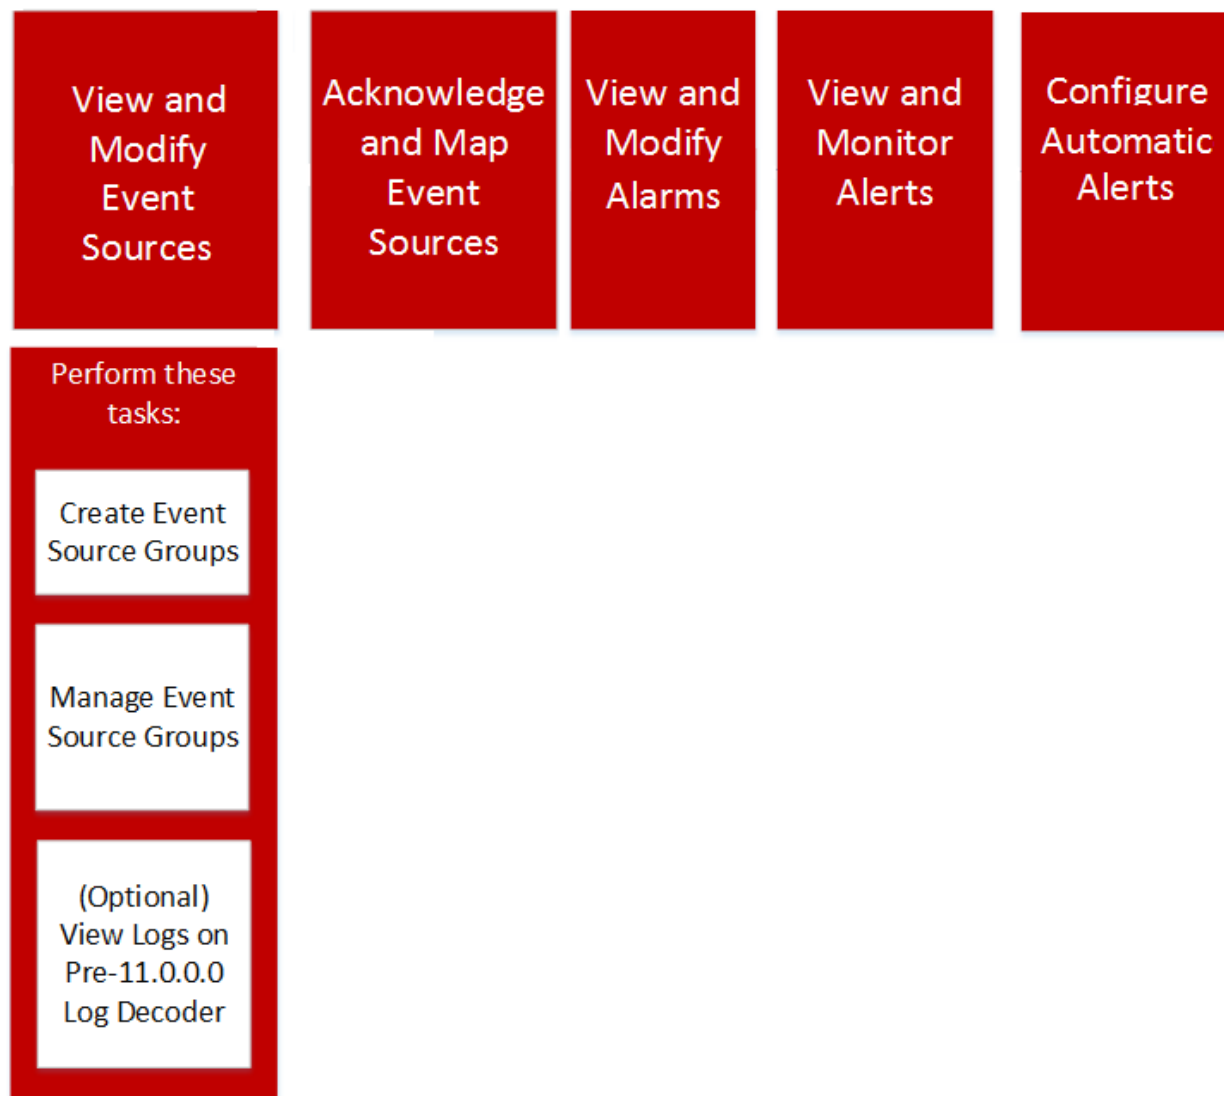 View and
Modify
Event
Sources
Acknowledge
and Map
Event
Sources
View and
Modify
Alarms
View and
Monitor
Alerts
Configure
Automatic
Alerts
Perform these
tasks:
Create Event
Source Groups
Manage Event
Source Groups
(Optional)
View Logs on
Pre-11.0.0.0
Log Decoder